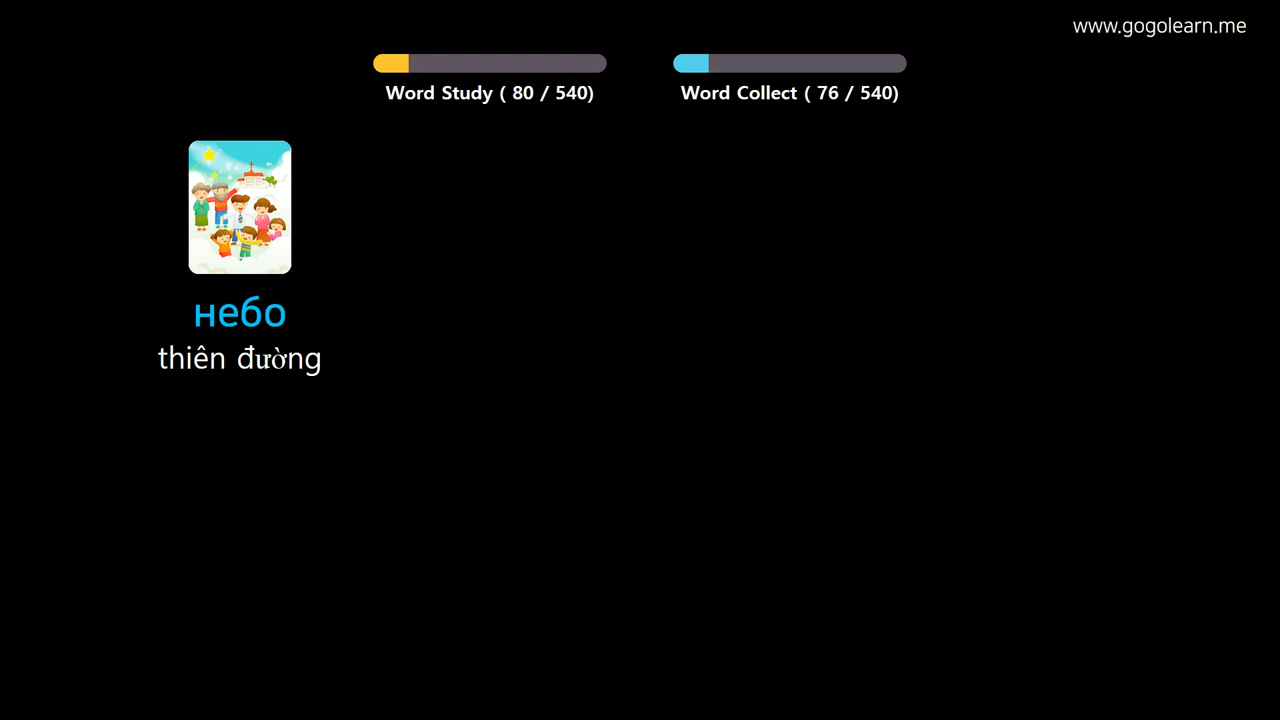 www.gogolearn.me
Word Study ( 80 / 540)
Word Collect ( 76 / 540)
небо
thiên đường